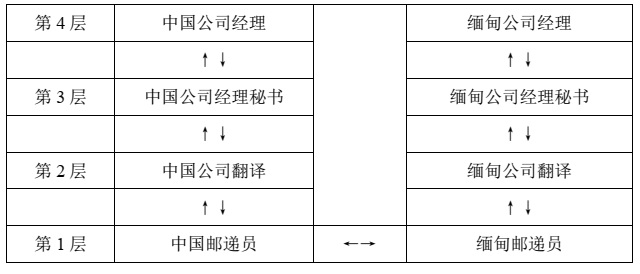 第 4 层 中国公司经理 缅甸公司经理
↑ ↓ ↑ ↓
第 3 层 中国公司经理秘书 缅甸公司经理秘书
↑ ↓ ↑ ↓
第 2 层 中国公司翻译 缅甸公司翻译
↑ ↓ ↑ ↓
第 1 层 中国邮递员 ←→ 缅甸邮递员